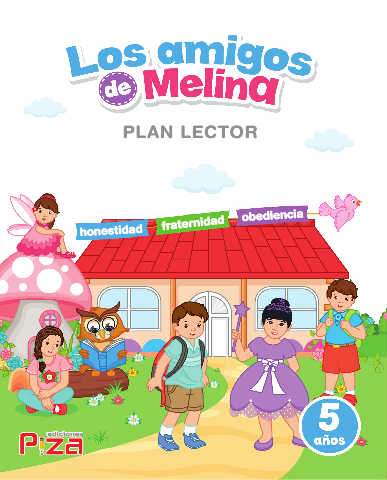 Los amigos
de Melina
PLAN LECTOR
honestidad
fraternidad
obediencia
5
años
ediciones
PiZA